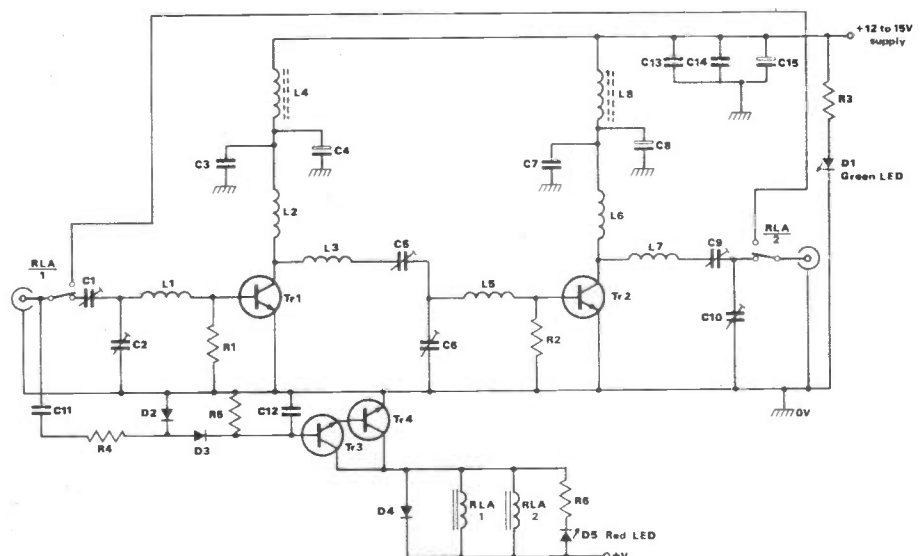 +12 to 15V
supply
C13
C14
C15
L4
L8
R3
C3
C4
C7
C8
D1
Green LED
L2
L6
RLA
1
C1
L1
L3
C5
L7
C9
RLA
2
Tr1
L5
Tr2
C2
R1
C6
R2
C10
C11
D2
R5
C12
Tr4
0V
R4
D3
Tr3
D4
RLA
1
RLA
2
R6
D5 Red LED
+V